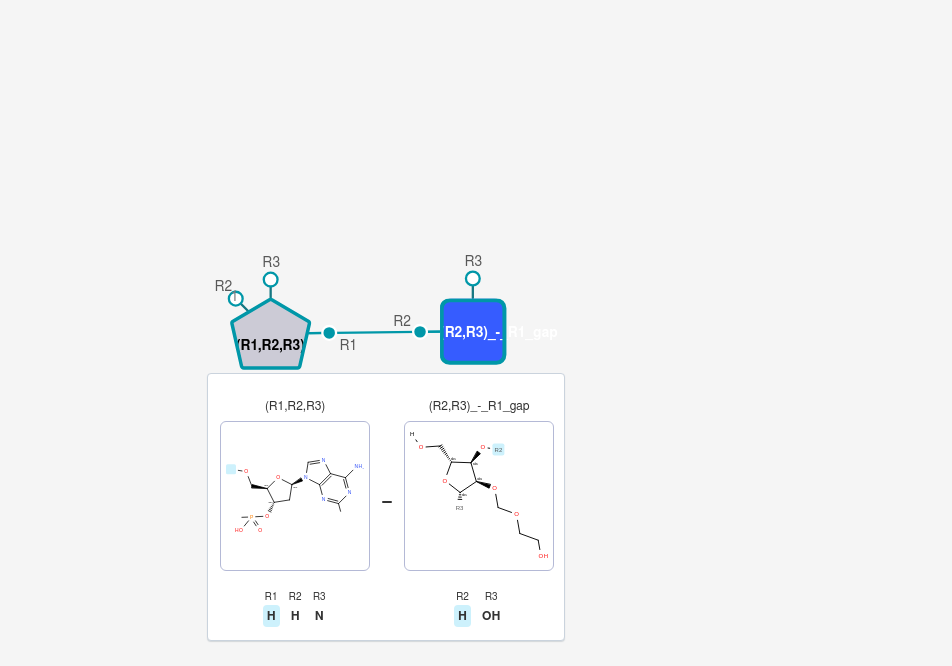 R3
R3
R2
R2
R1
(R1,R2,R3)
R2,R3)_-_R1_gap
(R1,R2,R3)
(R2,R3)_-_R1_gap
H
O
O
R2
O
N
NH
O
N
N
O
N
N
O
O
O
R3
P
O
HO
O
OH
–
R1 R2 R3
R2 R3
H H N
H OH